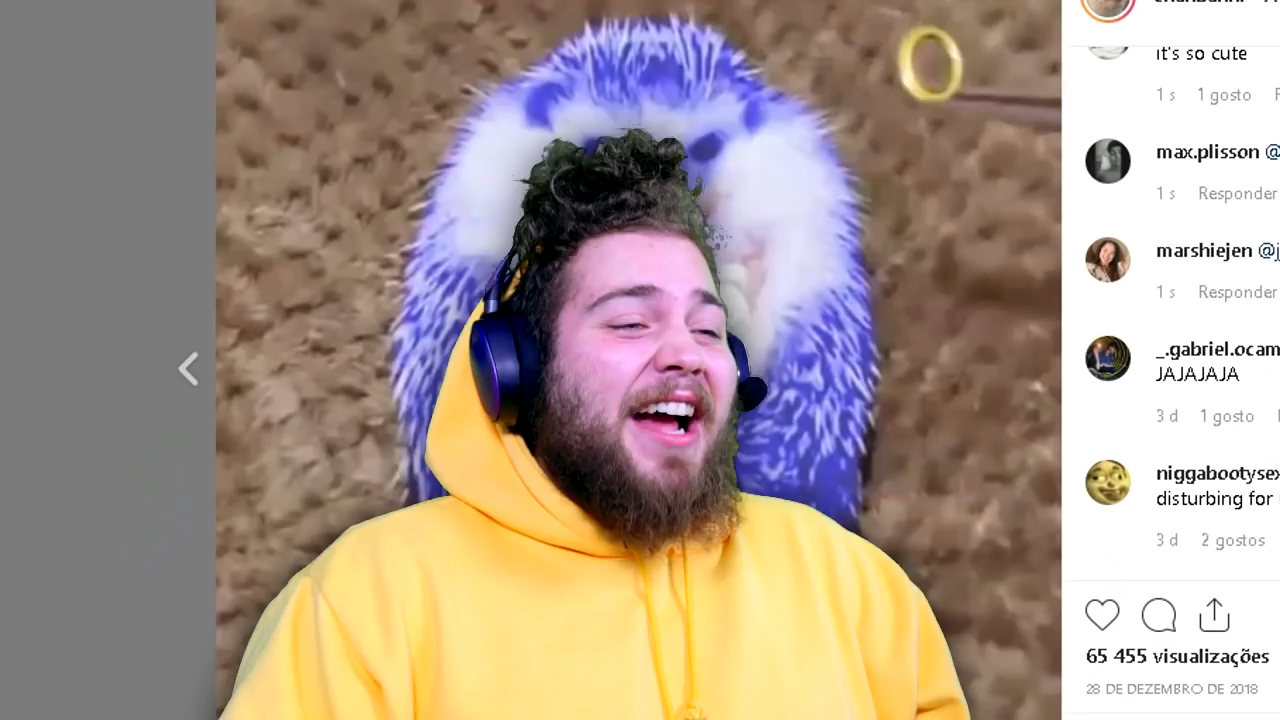 it's so cute
1 s 1 gosto
max.plisson @
1 s Responder
marshiejen @j
1 s Responder
_.gabriel.ocam
JAJAJAJA
3 d 1 gosto
niggabootysex
disturbing for
3 d 2 gostos
65 455 visualizações
28 DE DEZEMBRO DE 2018